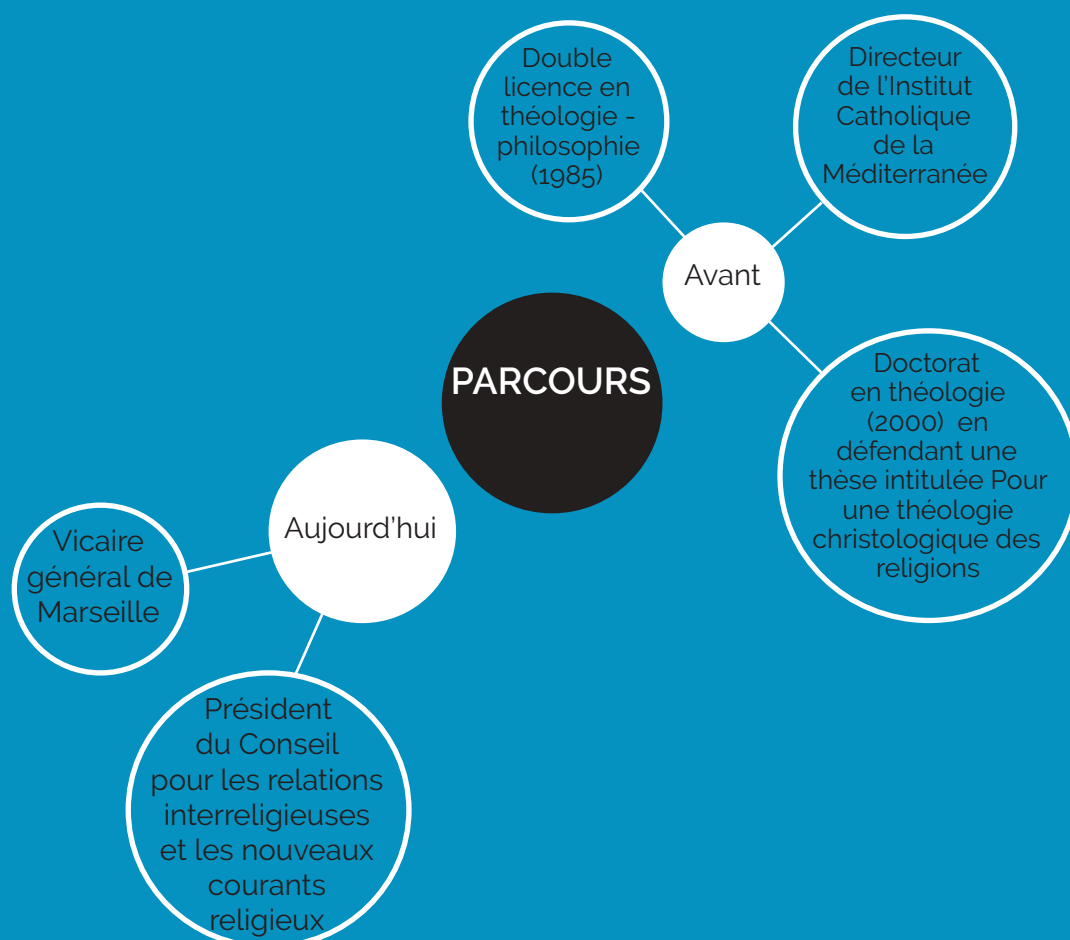 Double
licence en
théologie -
philosophie
(1985)
Directeur
de l'Institut
Catholique
de la
Méditerranée
Avant
Doctorat
en théologie
(2000) en
défendant une
thèse intitulée Pour
une théologie
christologique des
religions
PARCOURS
Aujourd'hui
Vicaire
général de
Marseille
Président
du Conseil
pour les relations
interreligieuses
et les nouveaux
courants
religieux